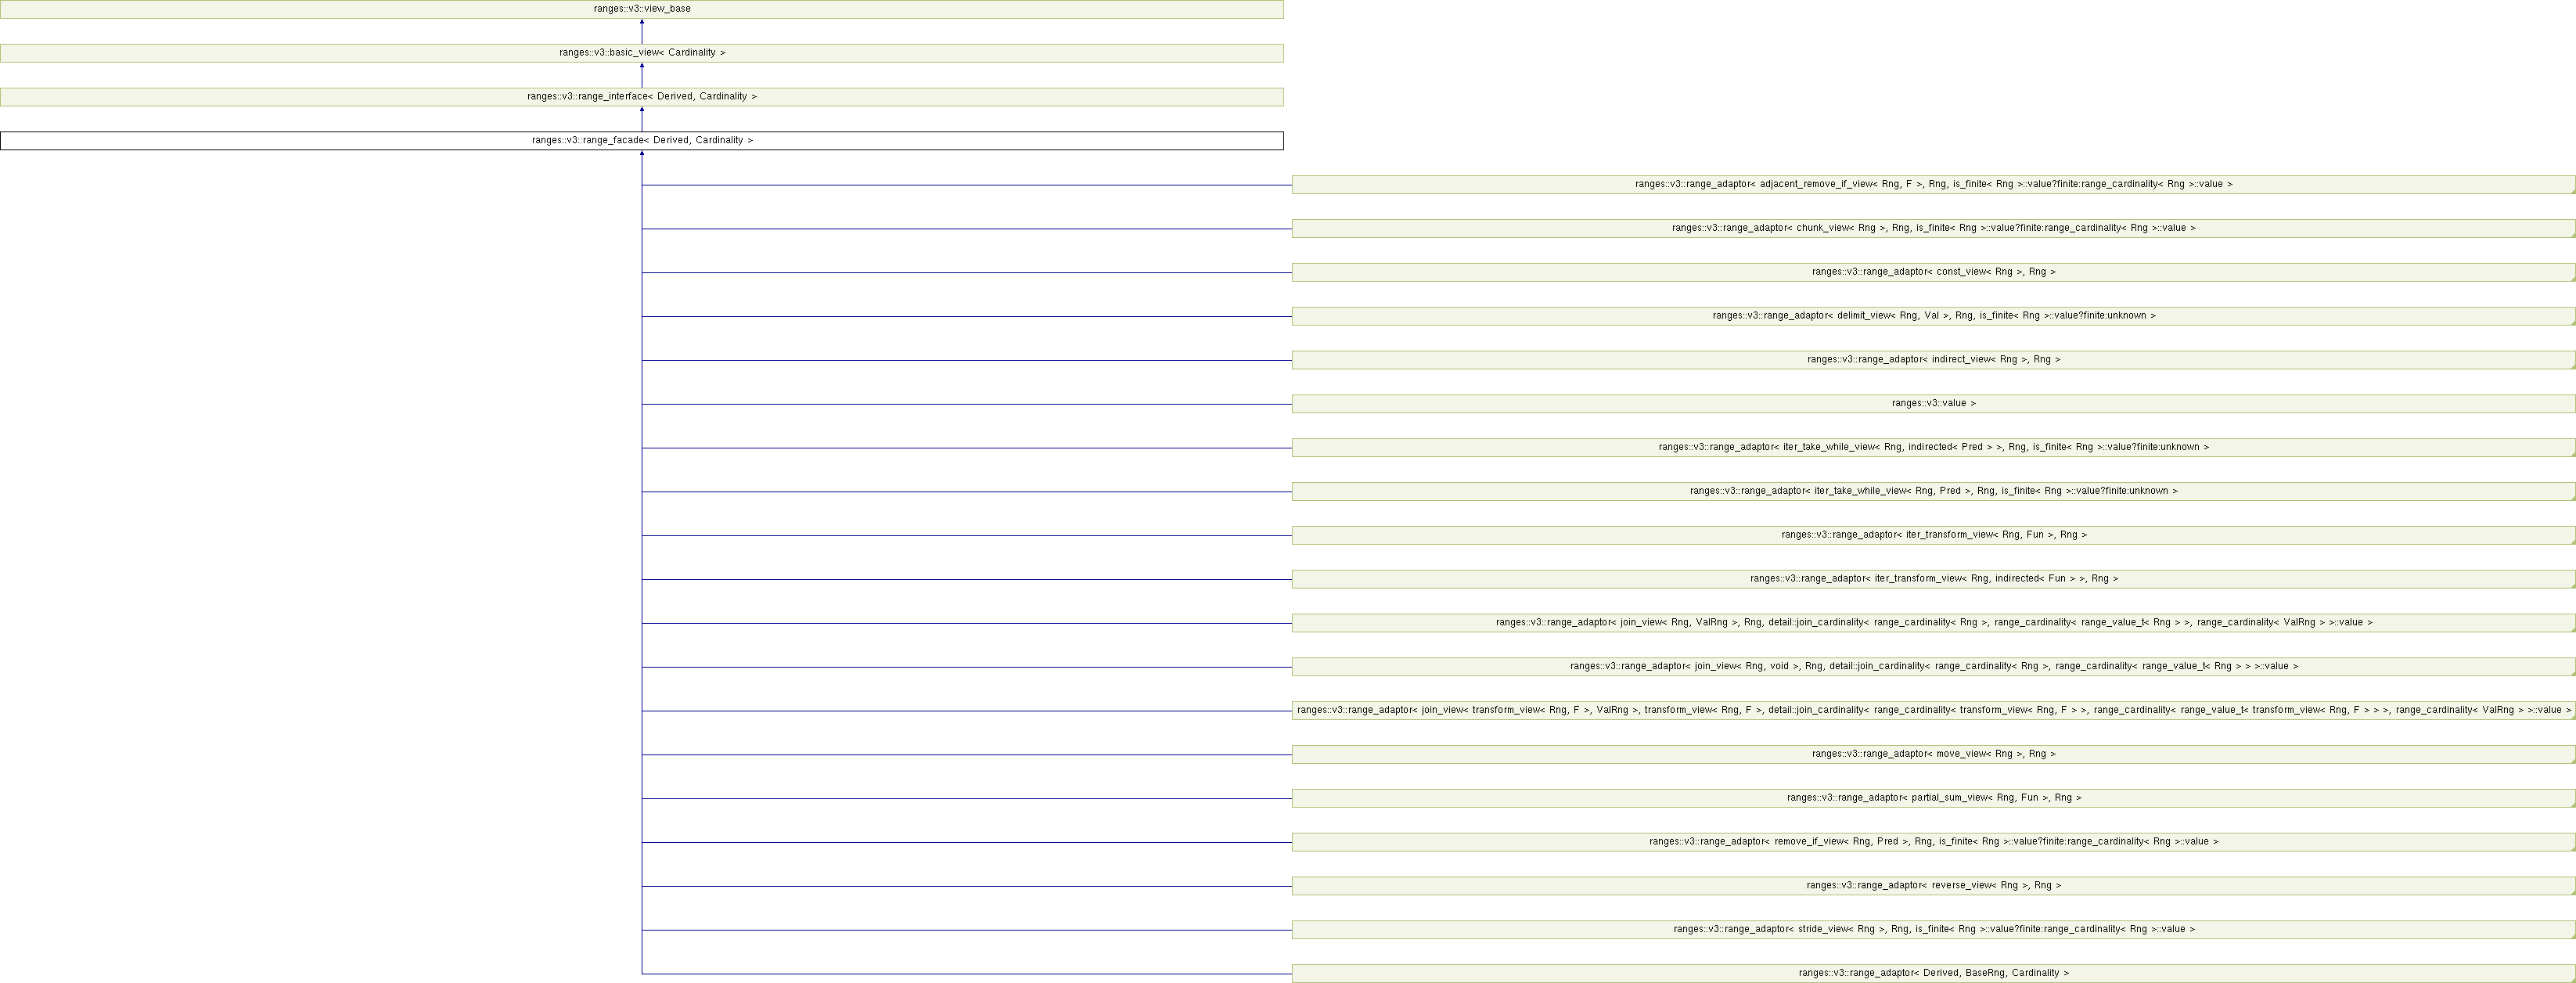 ranges::v3::view_base
ranges::v3::basic_view< Cardinality >
ranges::v3::range_interface< Derived, Cardinality >
ranges::v3::range_facade< Derived, Cardinality >
ranges::v3::range_adaptor< adjacent_remove_if_view< Rng, F >, Rng, is_finite< Rng >::value?finite:range_cardinality< Rng >::value >
ranges::v3::range_adaptor< chunk_view< Rng >, Rng, is_finite< Rng >::value?finite:range_cardinality< Rng >::value >
ranges::v3::range_adaptor< const_view< Rng >, Rng >
ranges::v3::range_adaptor< delimit_view< Rng, Val >, Rng, is_finite< Rng >::value?finite:unknown >
ranges::v3::range_adaptor< indirect_view< Rng >, Rng >
ranges::v3::value >
ranges::v3::range_adaptor< iter_take_while_view< Rng, indirected< Pred > >, Rng, is_finite< Rng >::value?finite:unknown >
ranges::v3::range_adaptor< iter_take_while_view< Rng, Pred >, Rng, is_finite< Rng >::value?finite:unknown >
ranges::v3::range_adaptor< iter_transform_view< Rng, Fun >, Rng >
ranges::v3::range_adaptor< iter_transform_view< Rng, indirected< Fun > >, Rng >
ranges::v3::range_adaptor< join_view< Rng, ValRng >, Rng, detail::join_cardinality< range_cardinality< Rng >, range_cardinality< range_value_t< Rng > >, range_cardinality< ValRng > >::value >
ranges::v3::range_adaptor< join_view< Rng, void >, Rng, detail::join_cardinality< range_cardinality< Rng >, range_cardinality< range_value_t< Rng > > >::value >
ranges::v3::range_adaptor< join_view< transform_view< Rng, F >, ValRng >, transform_view< Rng, F >, detail::join_cardinality< range_cardinality< transform_view< Rng, F > >, range_cardinality< range_value_t< transform_view< Rng, F > > >, range_cardinality< ValRng > >::value >
ranges::v3::range_adaptor< move_view< Rng >, Rng >
ranges::v3::range_adaptor< partial_sum_view< Rng, Fun >, Rng >
ranges::v3::range_adaptor< remove_if_view< Rng, Pred >, Rng, is_finite< Rng >::value?finite:range_cardinality< Rng >::value >
ranges::v3::range_adaptor< reverse_view< Rng >, Rng >
ranges::v3::range_adaptor< stride_view< Rng >, Rng, is_finite< Rng >::value?finite:range_cardinality< Rng >::value >
ranges::v3::range_adaptor< Derived, BaseRng, Cardinality >